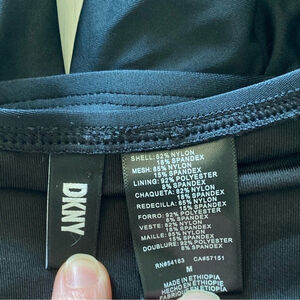 DKNY
SHELL: 82% NYLON
18% SPANDEX
MESH: 85% NYLON
15% SPANDEX
LINING: 92% POLYESTER
8% SPANDEX
CHAQUETA: 82% NYLON
18% SPANDEX
REDECILLA: 85% NYLON
15% SPANDEX
FORRO: 92% POLYESTER
8% SPANDEX
VESTE: 82% NYLON
18% SPANDEX
MAILLE: 85% NYLON
15% SPANDEX
DOUBLURE: 92% POLYESTER
8% SPANDEX
RN#54163 CA#57151
M
MADE IN ETHIOPIA
HECHO EN ETIOPIA